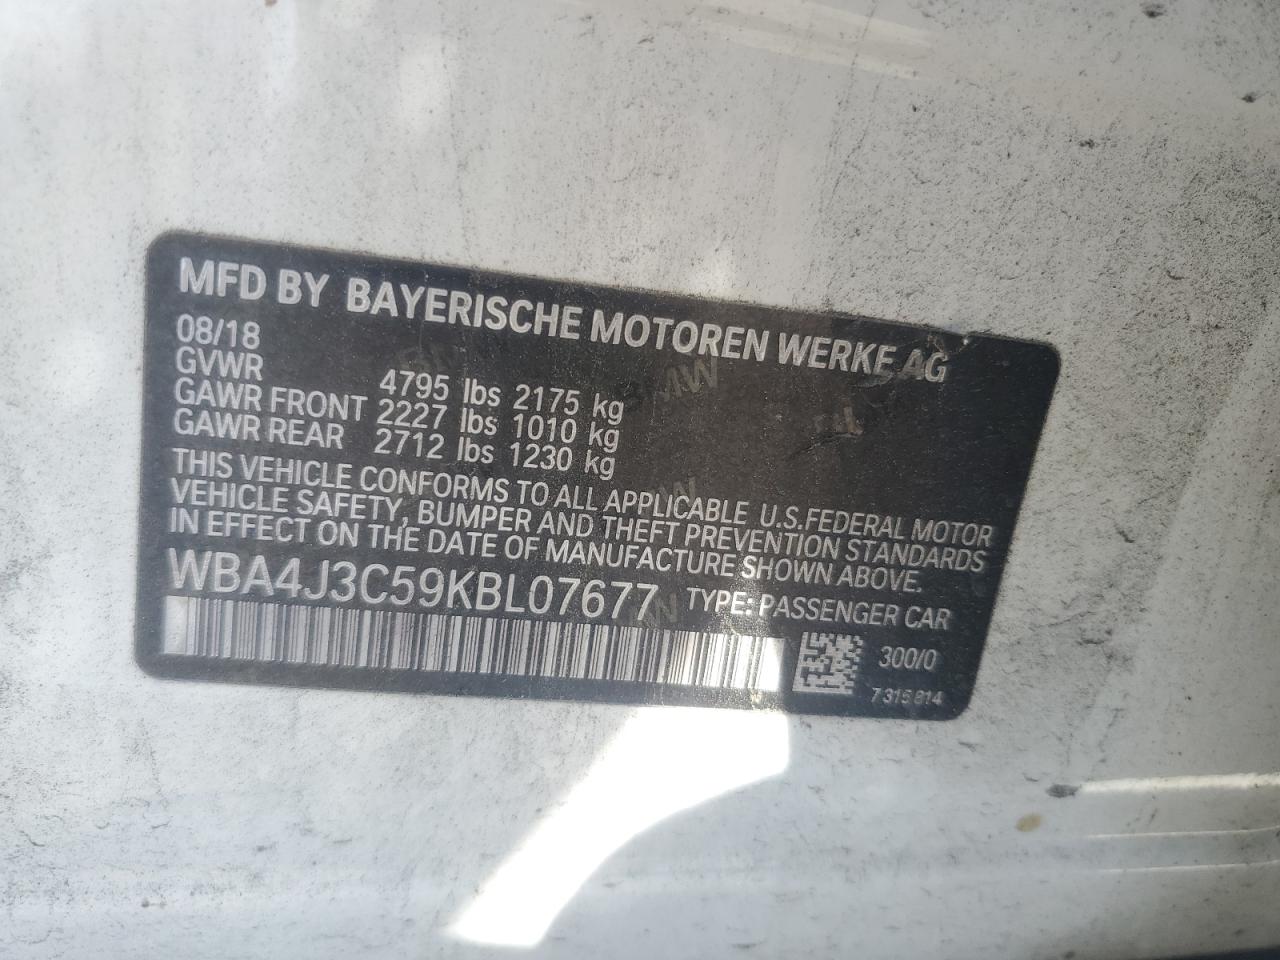 MFD BY BAYERISCHE MOTOREN WERKE AG
08/18
GVWR 4795 lbs 2175 kg
GAWR FRONT 2227 lbs 1010 kg
GAWR REAR 2712 lbs 1230 kg
THIS VEHICLE CONFORMS TO ALL APPLICABLE U.S.FEDERAL MOTOR
VEHICLE SAFETY, BUMPER AND THEFT PREVENTION STANDARDS
IN EFFECT ON THE DATE OF MANUFACTURE SHOWN ABOVE.
WBA4J3C59KBL07677 TYPE: PASSENGER CAR
300/0
7 315 814